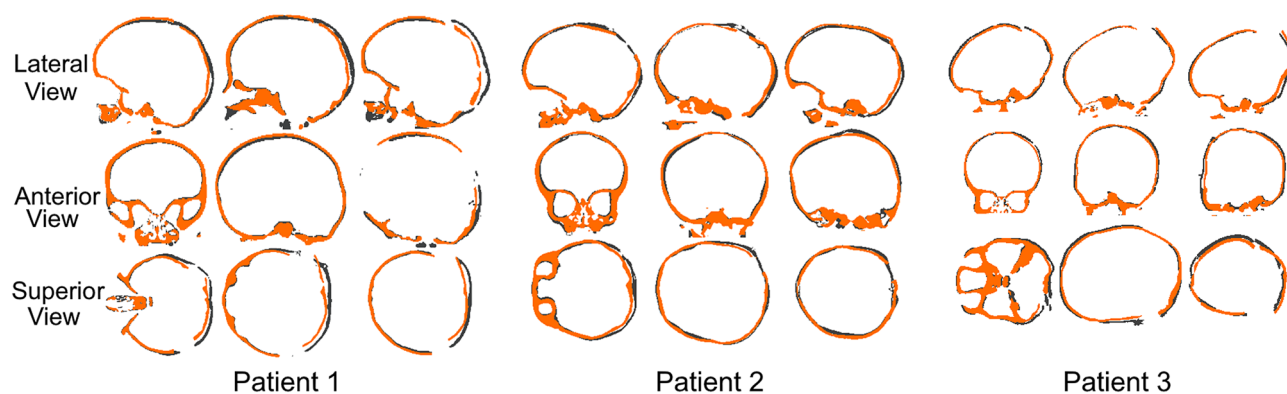 Lateral
View
Anterior
View
Superior
View
Patient 1
Patient 2
Patient 3